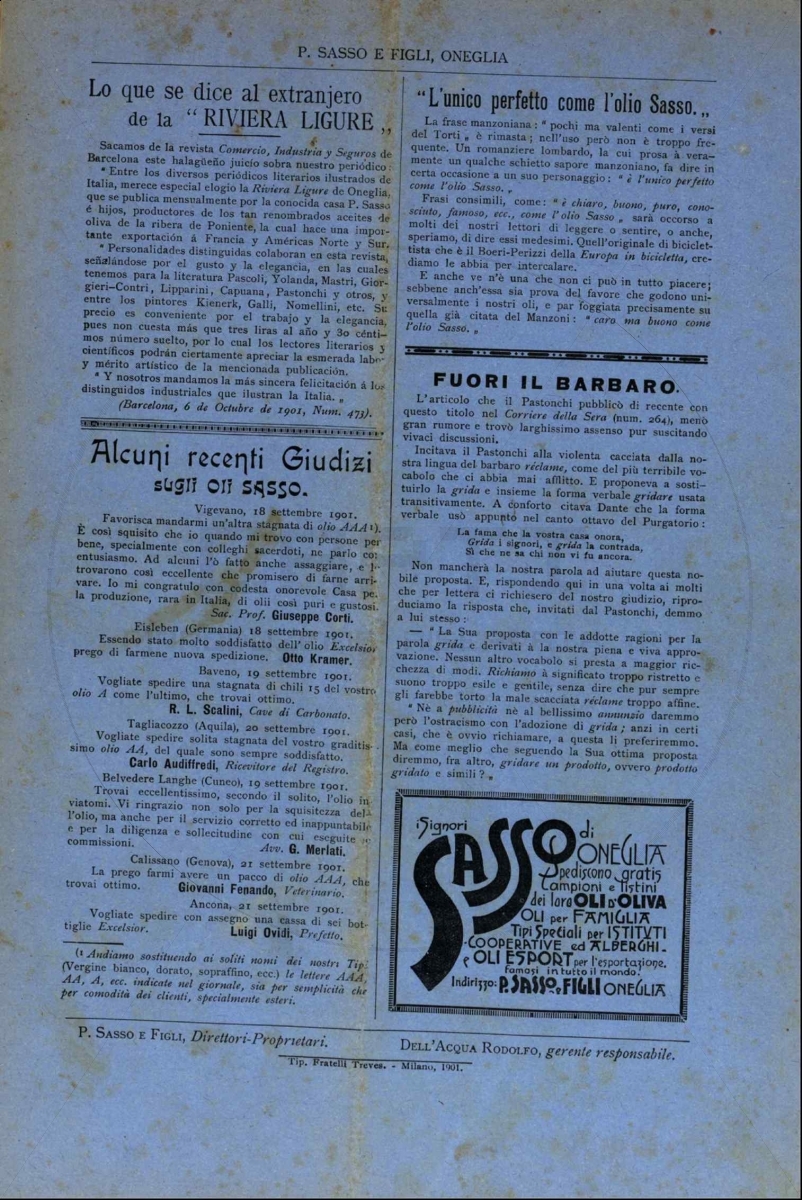 P. SASSO E FIGLI, ONEGLIA
Lo que se dice al extranjero
de la "RIVIERA LIGURE„
Sacamos de la revista Comercio, Industria y Seguros de
Barcelona este halagüeño juicio sobra nuestro periódico:
"Entre los diversos periódicos literarios ilustrados de
Italia, merece especial elogio la Riviera Ligure de Oneglia,
que se publica mensualmente por la conocida casa P. Sasso
é hijos, productores de los tan renombrados aceites de
oliva de la ribera de Poniente, la cual hace una impor-
tante exportación á Francia y Américas Norte y Sur.
"Personalidades distinguidas colaboran en esta revista,
señalándose por el gusto y la elegancia, en las cuales
tenemos para la literatura Pascoli, Yolanda, Mastri, Gior-
gieri-Contri, Lipparini, Capuana, Pastonchi y otros, y
entre los pintores Kienerk, Galli, Nomellini, etc. Su
precio es conveniente por el trabajo y la elegancia,
pues non cuesta más que tres liras al año y 30 cénti-
mos número suelto, por lo cual los lectores literarios y
científicos podrán ciertamente apreciar la esmerada labor
y mérito artístico de la mencionada publicación.
"Y nosotros mandamos la más sincera felicitación á los
distinguidos industriales que ilustran la Italia.„
(Barcelona, 6 de Octubre de 1901, Num. 473).
Alcuni recenti Giudizi
sugli oli SASSO.
Vigevano, 18 settembre 1901.
Favorisca mandarmi un'altra stagnata di olio AAA ¹).
È così squisito che io quando mi trovo con persone per
bene, specialmente con colleghi sacerdoti, ne parlo con
entusiasmo. Ad alcuni l'ò fatto anche assaggiare, e l'
trovarono così eccellente che promisero di farne arri-
vare. Io mi congratulo con codesta onorevole Casa pe
la produzione, rara in Italia, di olii così puri e gustosi.
Sac. Prof. Giuseppe Corti.
Eisleben (Germania) 18 settembre 1901.
Essendo stato molto soddisfatto dell'olio Excelsior
prego di farmene nuova spedizione. Otto Kramer.
Baveno, 19 settembre 1901.
Vogliate spedire una stagnata di chili 15 del vostro
olio A come l'ultimo, che trovai ottimo.
R. L. Scalini, Cave di Carbonato.
Tagliacozzo (Aquila), 20 settembre 1901.
Vogliate spedire solita stagnata del vostro graditis-
simo olio AA, del quale sono sempre soddisfatto.
Carlo Audiffredi, Ricevitore del Registro.
Belvedere Langhe (Cuneo), 19 settembre 1901.
Trovai eccellentissimo, secondo il solito, l'olio in
viatomi. Vi ringrazio non solo per la squisitezza del-
l'olio, ma anche per il servizio corretto ed inappuntabile
e per la diligenza e sollecitudine con cui eseguite le
commissioni. Avv. G. Merlati.
Calissano (Genova), 21 settembre 1901.
La prego farmi avere un pacco di olio AAA, che
trovai ottimo. Giovanni Fenando, Veterinario.
Ancona, 21 settembre 1901.
Vogliate spedire con assegno una cassa di sei bot-
tiglie Excelsior. Luigi Ovidi, Prefetto.
(¹ Andiamo sostituendo ai soliti nomi dei nostri Tip
(Vergine bianco, dorato, sopraffino, ecc.) le lettere AAA,
AA, A, ecc. indicate nel giornale, sia per semplicità che
per comodità dei clienti, specialmente esteri.
"L'unico perfetto come l'olio Sasso.„
La frase manzoniana: "pochi ma valenti come i versi
del Torti„ è rimasta; nell'uso però non è troppo fre-
quente. Un romanziere lombardo, la cui prosa à vera-
mente un qualche schietto sapore manzoniano, fa dire in
certa occasione a un suo personaggio: "è l'unico perfetto
come l'olio Sasso.„
Frasi consimili, come: "è chiaro, buono, puro, cono-
sciuto, famoso, ecc., come l'olio Sasso„ sarà occorso a
molti dei nostri lettori di leggere o sentire, o anche,
speriamo, di dire essi medesimi. Quell'originale di biciclet-
tista che è il Boeri-Perizzi della Europa in bicicletta, cre-
diamo le abbia per intercalare.
E anche ve n'è una che non ci può in tutto piacere;
sebbene anch'essa sia prova del favore che godono uni-
versalmente i nostri oli, e par foggiata precisamente su
quella già citata del Manzoni: "caro ma buono come
l'olio Sasso.„
FUORI IL BARBARO.
L'articolo che il Pastonchi pubblicò di recente con
questo titolo nel Corriere della Sera (num. 264), menò
gran rumore e trovò larghissimo assenso pur suscitando
vivaci discussioni.
Incitava il Pastonchi alla violenta cacciata dalla no-
stra lingua del barbaro réclame, come del più terribile vo-
cabolo che ci abbia mai afflitto. E proponeva a sosti-
tuirlo la grida e insieme la forma verbale gridare usata
transitivamente. A conforto citava Dante che la forma
verbale usò appunto nel canto ottavo del Purgatorio:
La fama che la vostra casa onora,
Grida i signori, e grida la contrada,
Sì che ne sa chi non vi fu ancora.
Non mancherà la nostra parola ad aiutare questa no-
bile proposta. E, rispondendo qui in una volta ai molti
che per lettera ci richiesero del nostro giudizio, ripro-
duciamo la risposta che, invitati dal Pastonchi, demmo
a lui stesso:
— "La Sua proposta con le addotte ragioni per la
parola grida e derivati à la nostra piena e viva appro-
vazione. Nessun altro vocabolo si presta a maggior ric-
chezza di modi. Richiamo à significato troppo ristretto e
suono troppo esile e gentile, senza dire che pur sempre
gli farebbe torto la male scacciata réclame troppo affine.
"Nè a pubblicità nè al bellissimo annunzio daremmo
però l'ostracismo con l'adozione di grida; anzi in certi
casi, che è ovvio richiamare, a questa li preferiremmo.
Ma come meglio che seguendo la Sua ottima proposta
diremmo, fra altro, gridare un prodotto, ovvero prodotto
gridato e simili?„
i Signori SASSO di
ONEGLIA
spediscono gratis
Campioni e listini
dei loro OLI D'OLIVA
OLI per FAMIGLIA
Tipi Speciali per ISTITUTI
-COOPERATIVE ed ALBERGHI-
e OLI ESPORT per l'esportazione.
famosi in tutto il mondo.
Indirizzo: P. SASSO e FIGLI ONEGLIA
P. SASSO E FIGLI, Direttori-Proprietari.
DELL'ACQUA RODOLFO, gerente responsabile.
Tip. Fratelli Treves. - Milano, 1901.